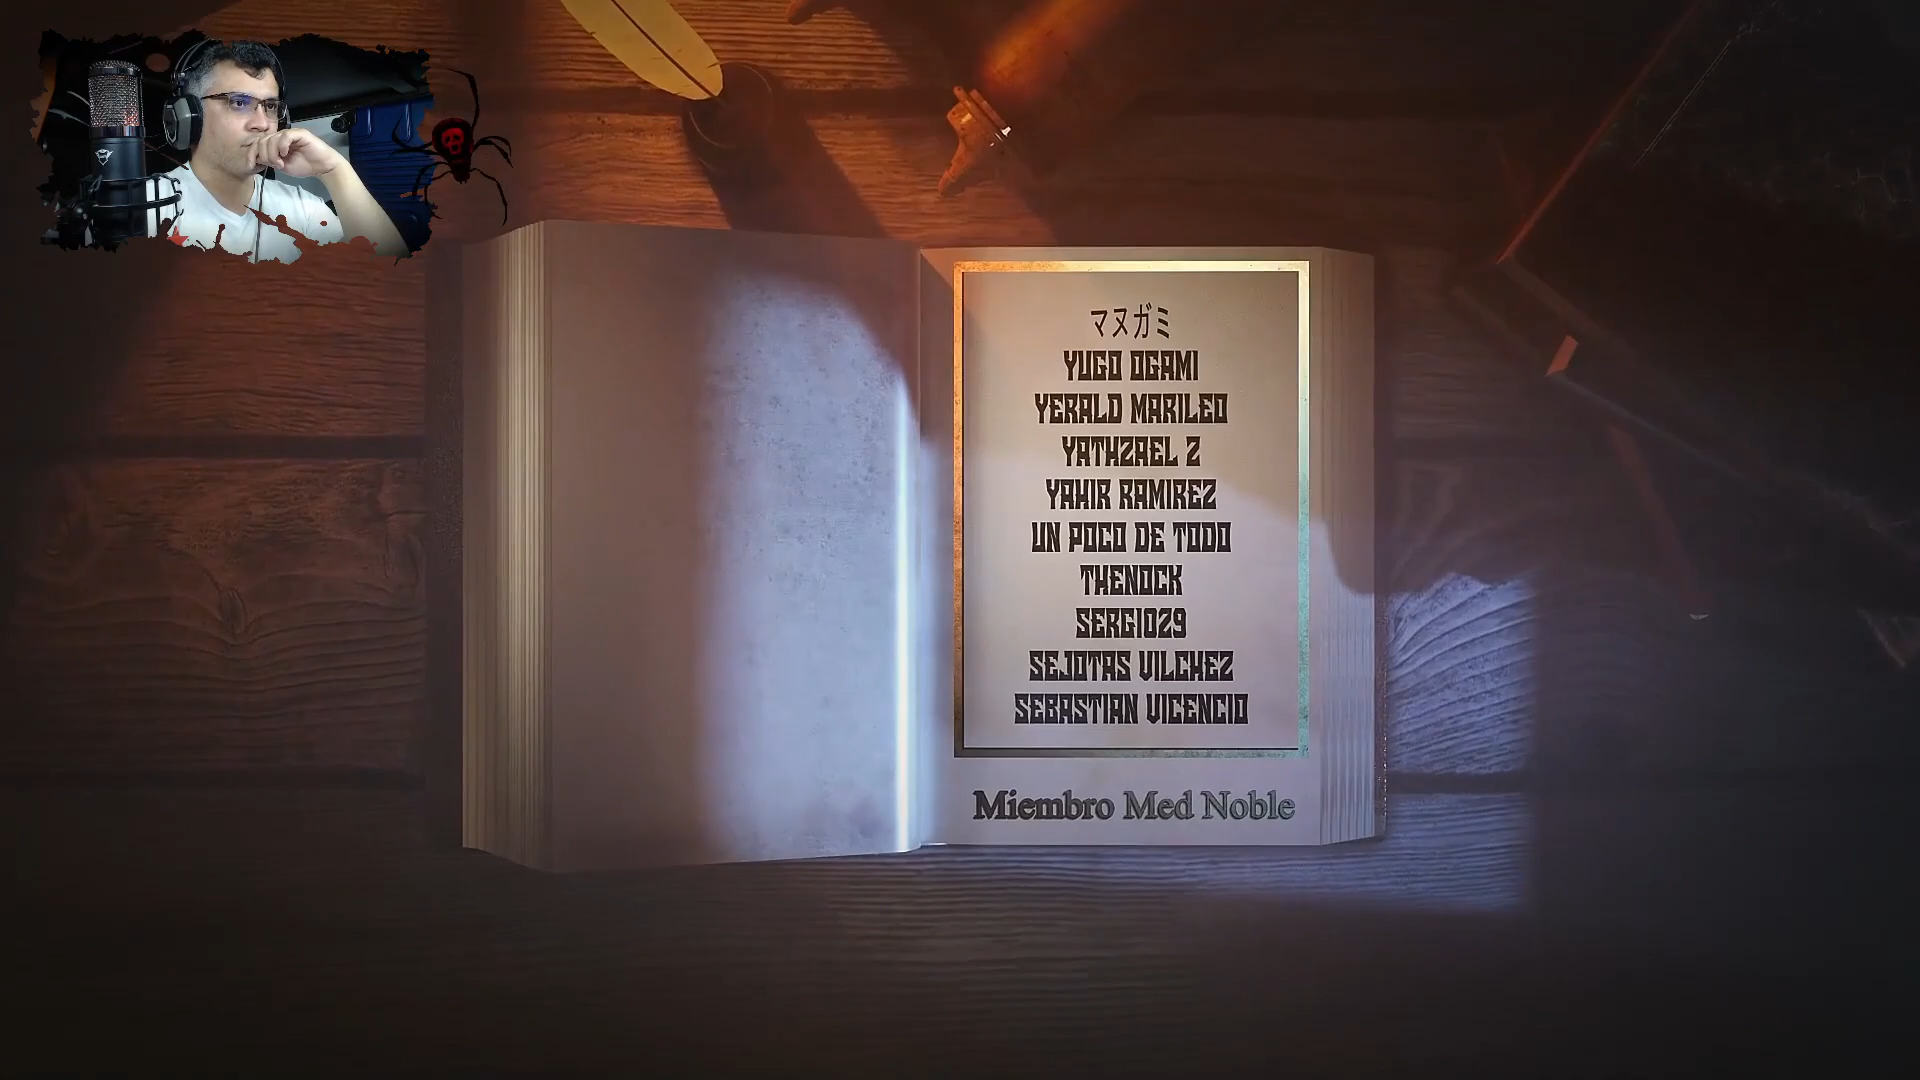 マヌガミ
YUGO OGAMI
YERALD MARILEO
YATHZAEL Z
YAHIR RAMIREZ
UN POCO DE TODO
THENOCK
SERGIO29
SEJOTAS VILCHEZ
SEBASTIAN VICENCIO
Miembro Med Noble